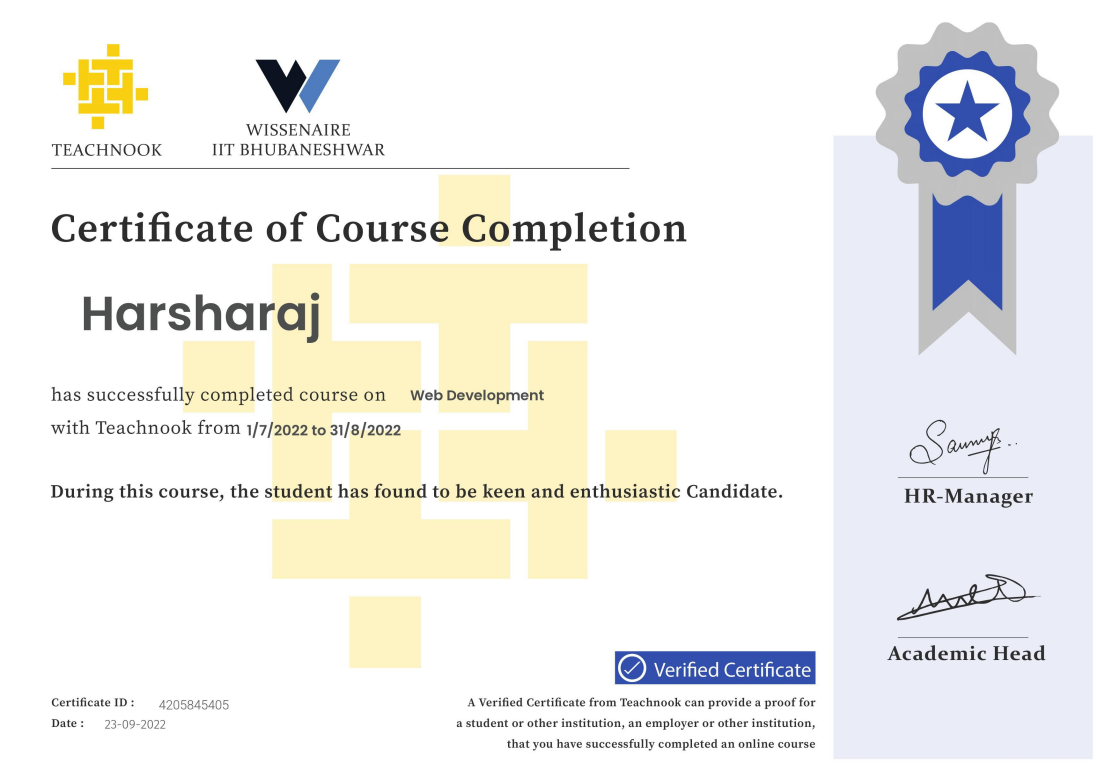 TEACHNOOK
WISSENAIRE
IIT BHUBANESHWAR
Certificate of Course Completion
Harsharaj
has successfully completed course on Web Development
with Teachnook from 1/7/2022 to 31/8/2022
During this course, the student has found to be keen and enthusiastic Candidate.
HR-Manager
Academic Head
Verified Certificate
Certificate ID : 4205845405
Date : 23-09-2022
A Verified Certificate from Teachnook can provide a proof for
a student or other institution, an employer or other institution,
that you have successfully completed an online course